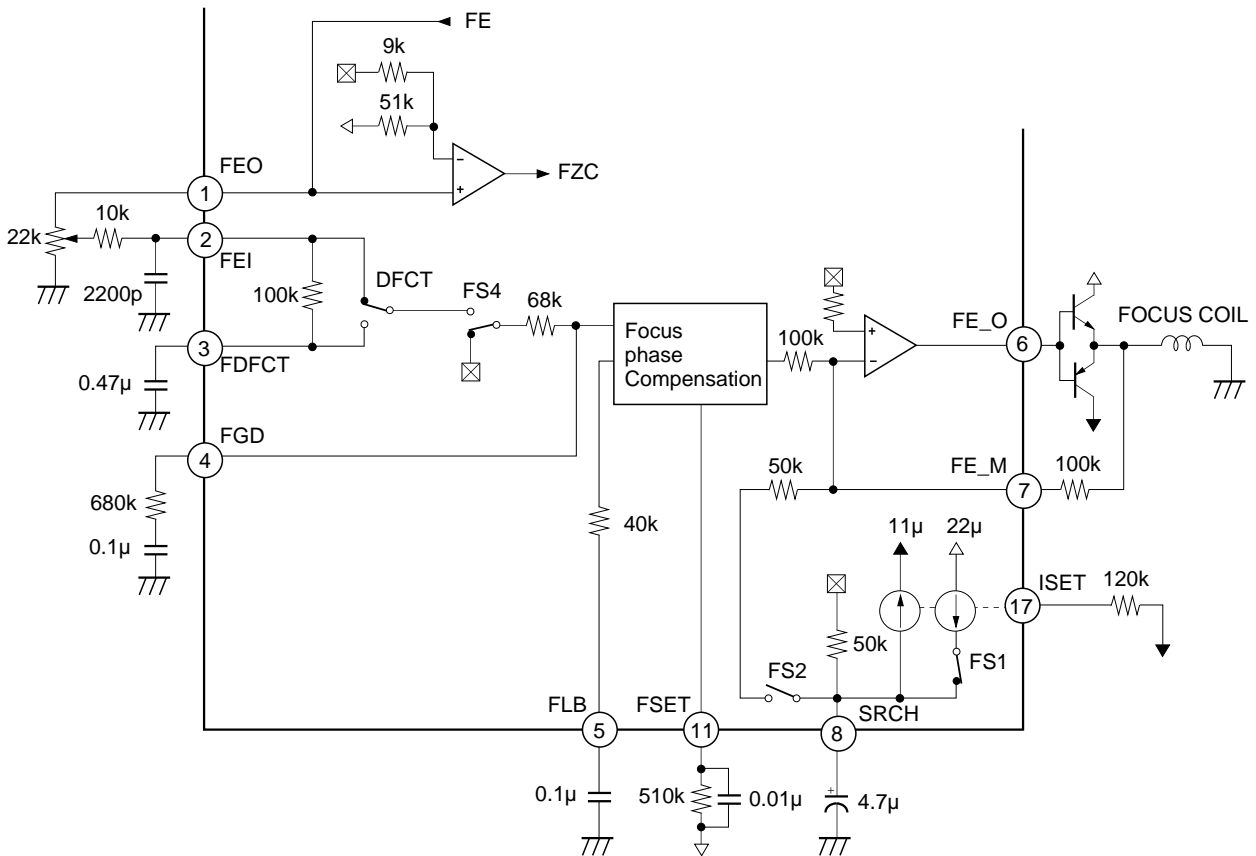 FE
9k
51k
FEO
FZC
1
10k
22k
2
FEI
DFCT
FS4
2200p
100k
68k
Focus
phase
Compensation
100k
FE_O
FOCUS COIL
6
3
FDFCT
0.47µ
FGD
4
50k
FE_M
100k
7
680k
40k
11µ
22µ
0.1µ
ISET
120k
17
50k
FS2
FS1
FLB
FSET
SRCH
5
11
8
0.1µ
510k
0.01µ
+
4.7µ
−
+
+
−